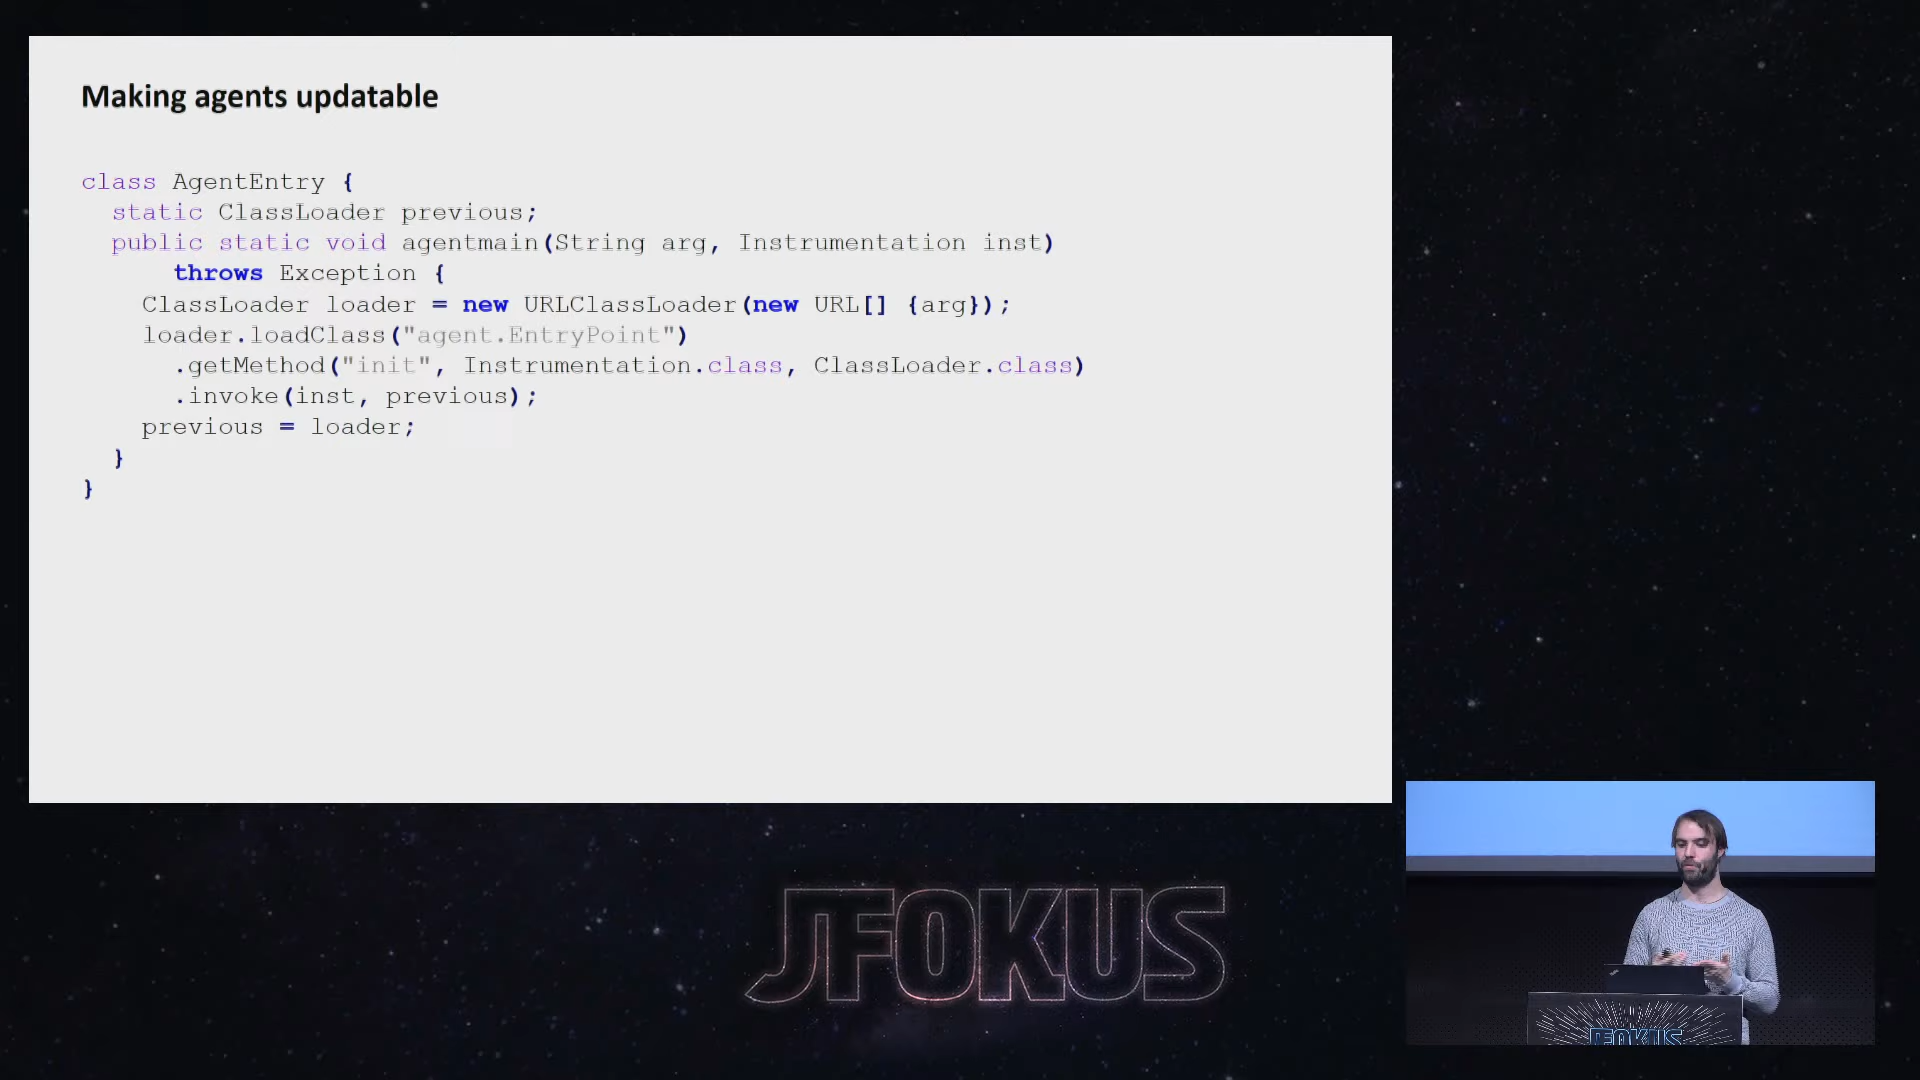 Making agents updatable
class AgentEntry {
static ClassLoader previous;
public static void agentmain(String arg, Instrumentation inst)
throws Exception {
ClassLoader loader = new URLClassLoader(new URL[] {arg});
loader.loadClass("agent.EntryPoint")
.getMethod("init", Instrumentation.class, ClassLoader.class)
.invoke(inst, previous);
previous = loader;
}
}
JFOKUS
JFOKUS